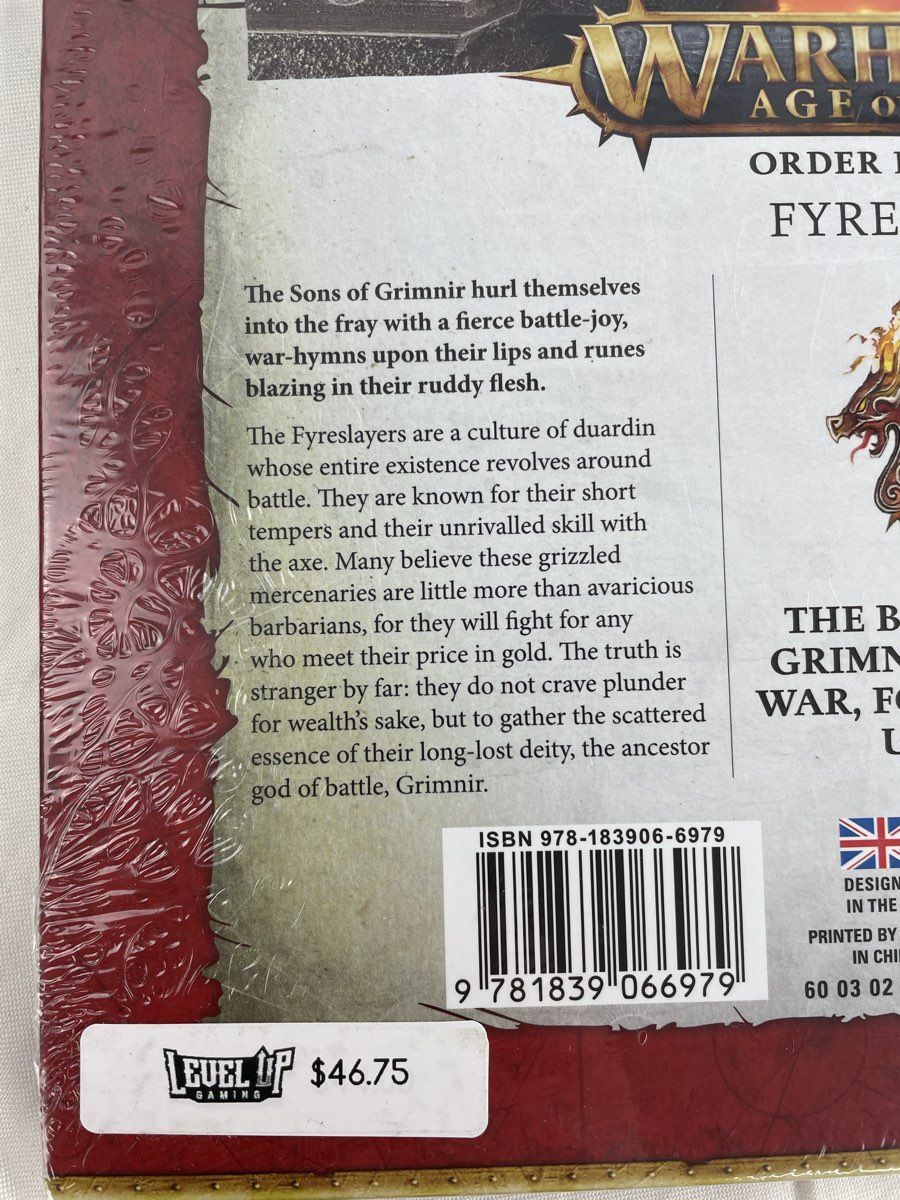 WARH
AGE O
ORDER
FYRE
The Sons of Grimnir hurl themselves
into the fray with a fierce battle-joy,
war-hymns upon their lips and runes
blazing in their ruddy flesh.
The Fyreslayers are a culture of duardin
whose entire existence revolves around
battle. They are known for their short
tempers and their unrivalled skill with
the axe. Many believe these grizzled
mercenaries are little more than avaricious
barbarians, for they will fight for any
who meet their price in gold. The truth is
stranger by far: they do not crave plunder
for wealth's sake, but to gather the scattered
essence of their long-lost deity, the ancestor
god of battle, Grimnir.
THE B
GRIMN
WAR, FO
U
ISBN 978-183906-6979
9 781839 066979
DESIGN
IN THE
PRINTED BY
IN CHI
60 03 02
LEVEL UP
GAMING
$46.75